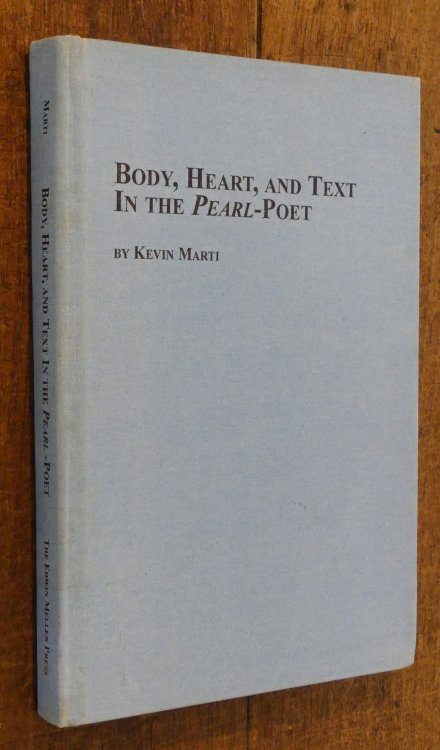 BODY, HEART, AND TEXT
IN THE PEARL-POET
BY KEVIN MARTI
MARTI
BODY, HEART, AND TEXT IN THE PEARL-POET
THE EDWIN MELLEN PRESS